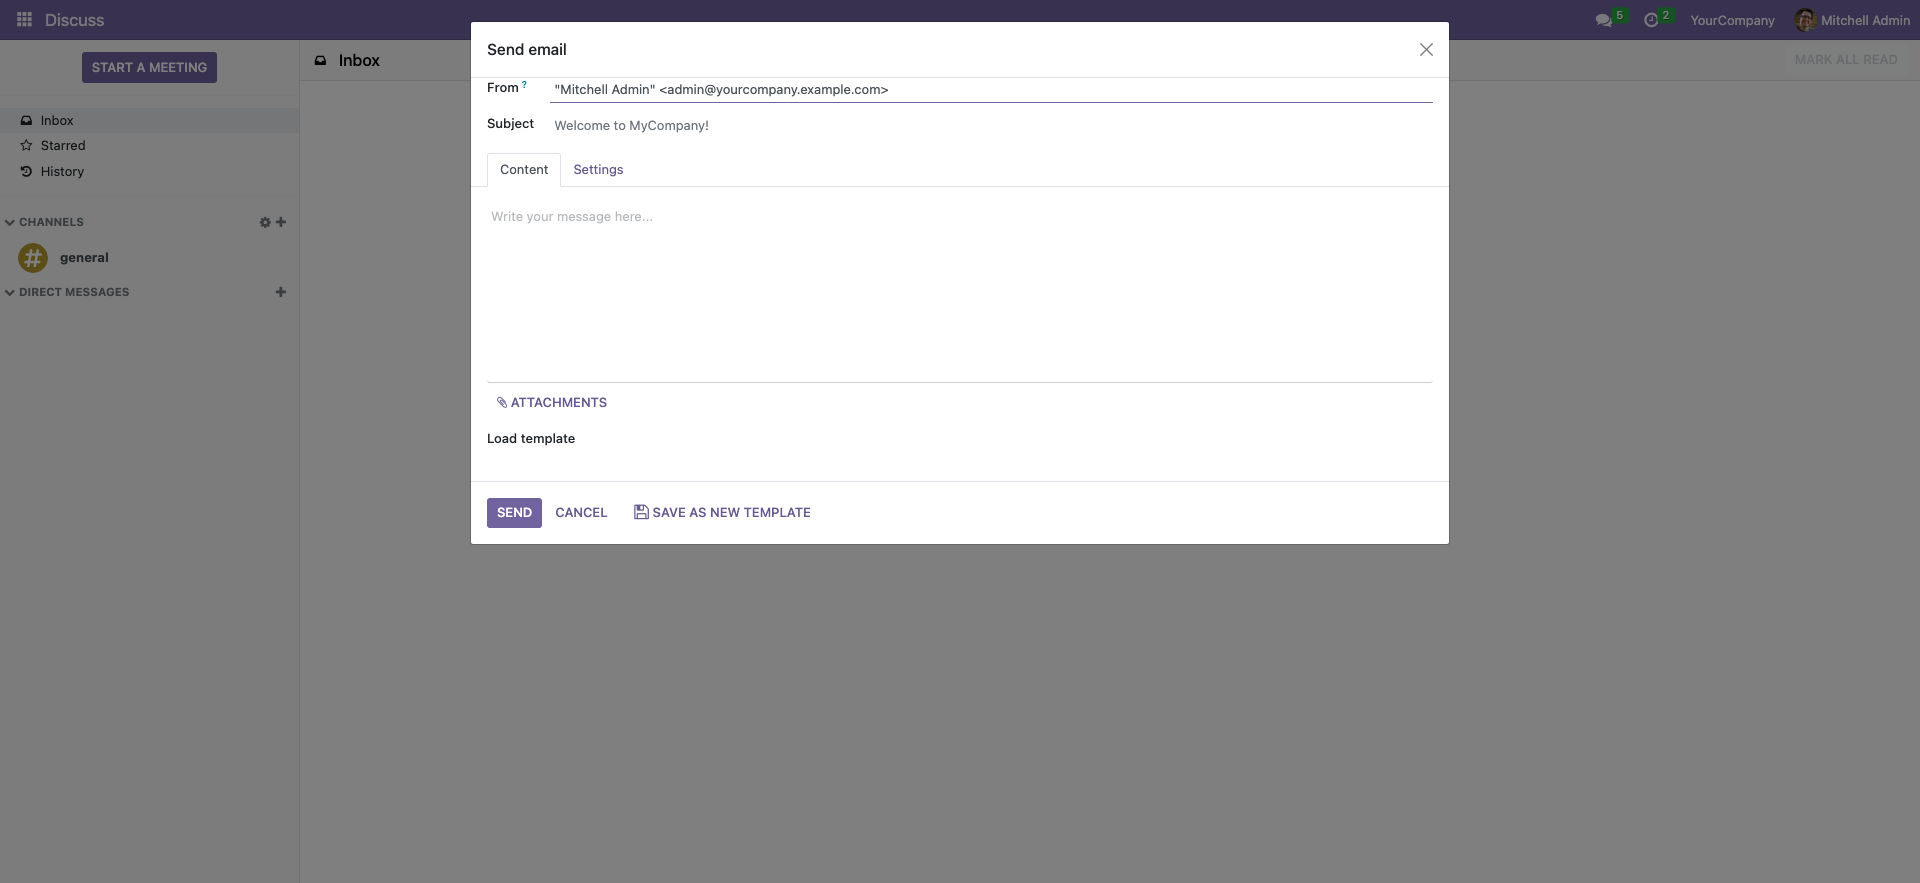 Discuss
5
2
YourCompany
Mitchell Admin
START A MEETING
Inbox
Starred
History
CHANNELS
general
DIRECT MESSAGES
Inbox
MARK ALL READ
Send email
From ?
"Mitchell Admin" <admin@yourcompany.example.com>
Subject
Welcome to MyCompany!
Content
Settings
Write your message here...
ATTACHMENTS
Load template
SEND
CANCEL
SAVE AS NEW TEMPLATE